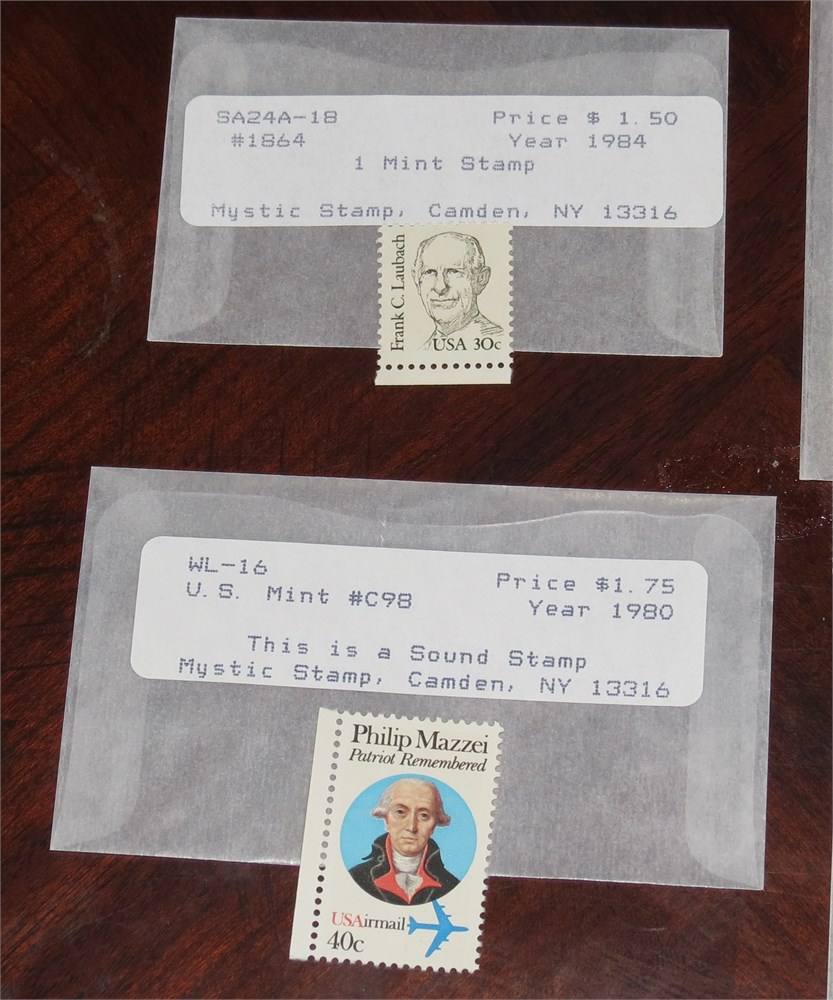 SA24A-18 Price $ 1.50
#1864 Year 1984
1 Mint Stamp
Mystic Stamp, Camden, NY 13316
Frank C. Laubach
USA 30c
WL-16 Price $1.75
U.S. Mint #C98 Year 1980
This is a Sound Stamp
Mystic Stamp, Camden, NY 13316
Philip Mazzei
Patriot Remembered
USAirmail
40c